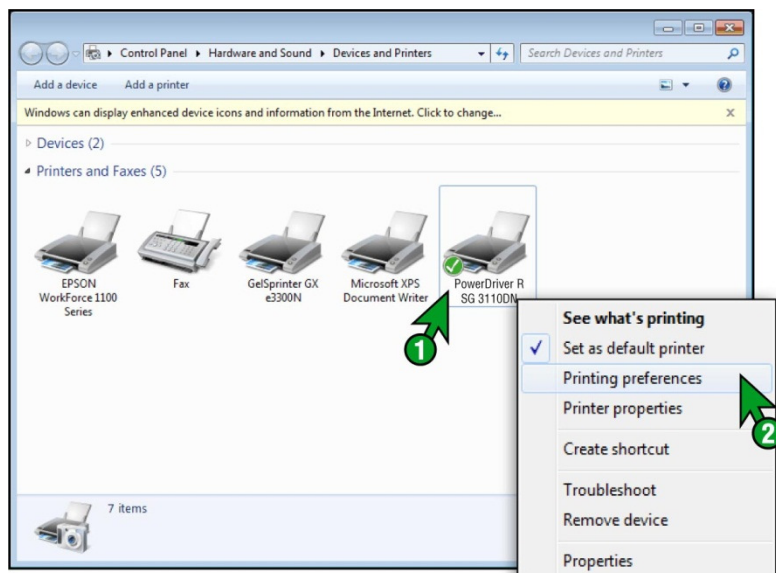 Control Panel Hardware and Sound Devices and Printers Search Devices and Printers
Add a device Add a printer
Windows can display enhanced device icons and information from the Internet. Click to change...
Devices (2)
Printers and Faxes (5)
EPSON
WorkForce 1100
Series
Fax
GelSprinter GX
e3300N
Microsoft XPS
Document Writer
PowerDriver R
SG 3110DN
1
See what's printing
Set as default printer
Printing preferences
2
Printer properties
Create shortcut
Troubleshoot
Remove device
Properties
7 items